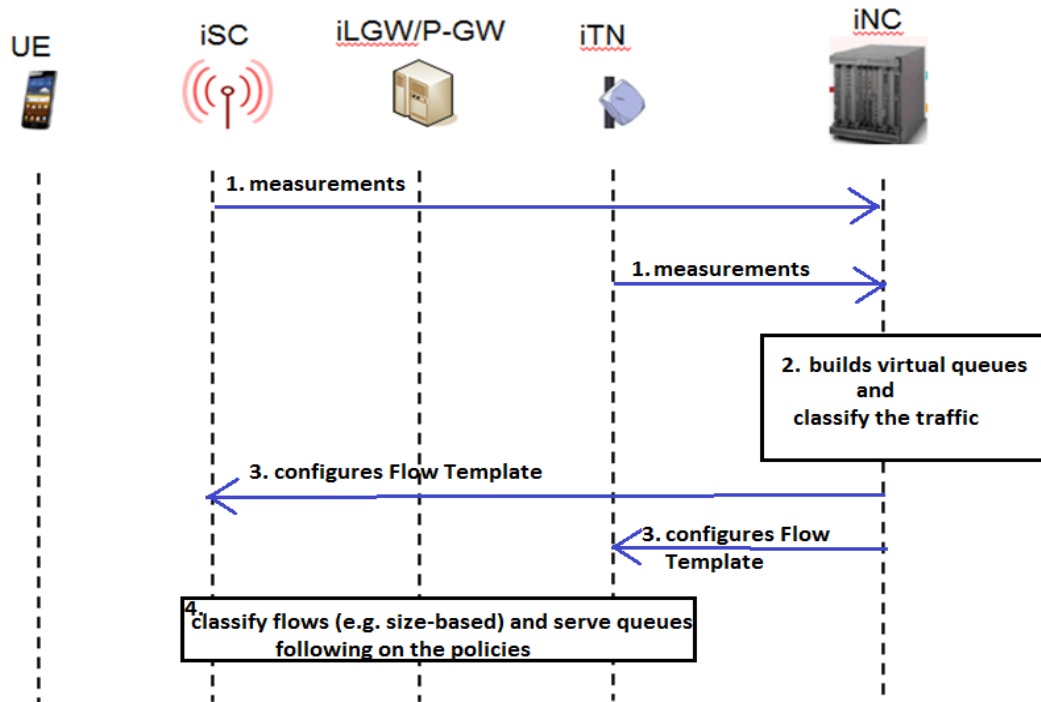 UE
iSC
iLGW/P-GW
iTN
iNC
1. measurements
1. measurements
2. builds virtual queues
and
classify the traffic
3. configures Flow Template
3. configures Flow
Template
4.
classify flows (e.g. size-based) and serve queues
following on the policies